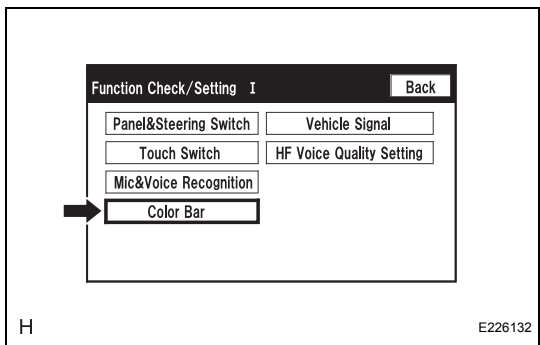 Function Check/Setting I Back
Panel&Steering Switch Vehicle Signal
Touch Switch HF Voice Quality Setting
Mic&Voice Recognition
Color Bar
H E226132